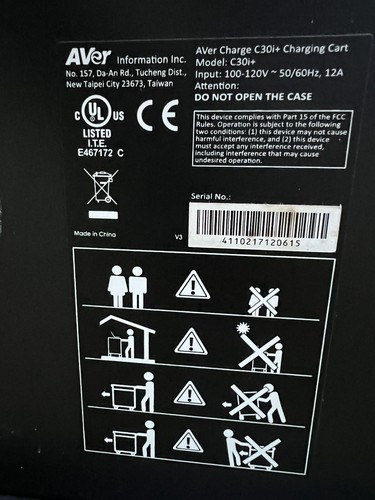 AVer Information Inc.
No. 157, Da-An Rd., Tucheng Dist.,
New Taipei City 23673, Taiwan
C UL US
LISTED
I.T.E.
E467172 C
CE
Made in China
V3
AVer Charge C30i+ Charging Cart
Model: C30i+
Input: 100-120V ~ 50/60Hz, 12A
Attention:
DO NOT OPEN THE CASE
This device complies with Part 15 of the FCC
Rules. Operation is subject to the following
two conditions: (1) this device may not cause
harmful interference, and (2) this device
must accept any interference received,
including interference that may cause
undesired operation.
Serial No.:
4110217120615